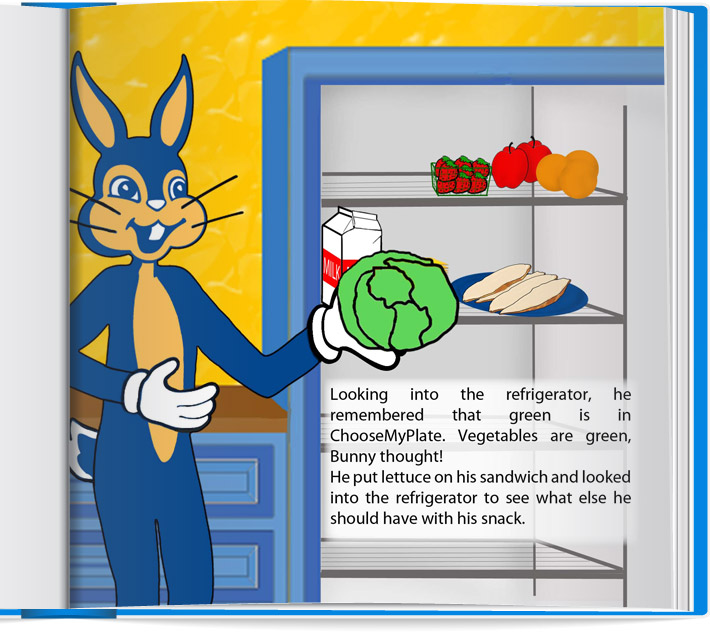 MILK
Looking into the refrigerator, he
remembered that green is in
ChooseMyPlate. Vegetables are green,
Bunny thought!
He put lettuce on his sandwich and looked
into the refrigerator to see what else he
should have with his snack.